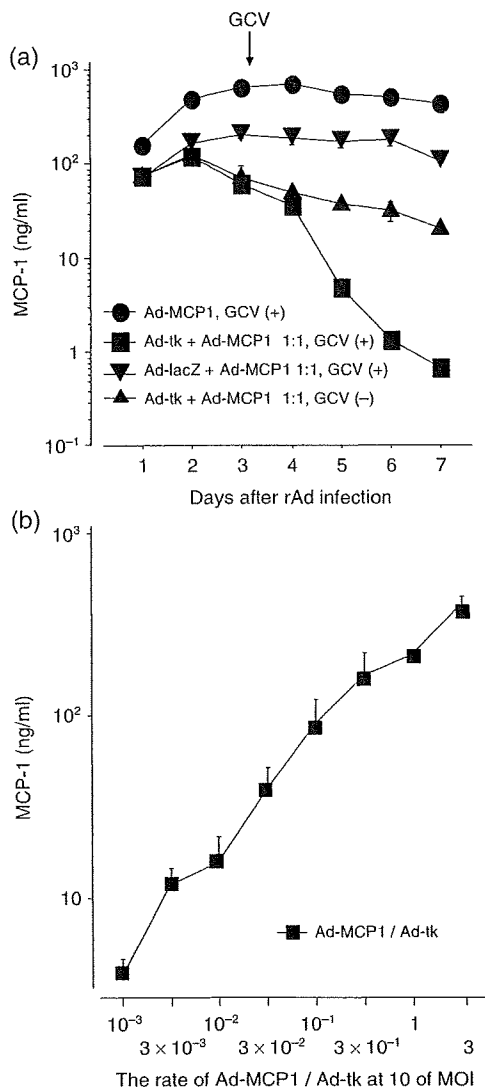 GCV
(a)
10³
10²
10
1
10⁻¹
MCP-1 (ng/ml)
Ad-MCP1, GCV (+)
Ad-tk + Ad-MCP1 1:1, GCV (+)
Ad-lacZ + Ad-MCP1 1:1, GCV (+)
Ad-tk + Ad-MCP1 1:1, GCV (–)
1 2 3 4 5 6 7
Days after rAd infection
(b)
10³
10²
10
MCP-1 (ng/ml)
Ad-MCP1 / Ad-tk
10⁻³ 10⁻² 10⁻¹ 1
3 × 10⁻³ 3 × 10⁻² 3 × 10⁻¹ 3
The rate of Ad-MCP1 / Ad-tk at 10 of MOI